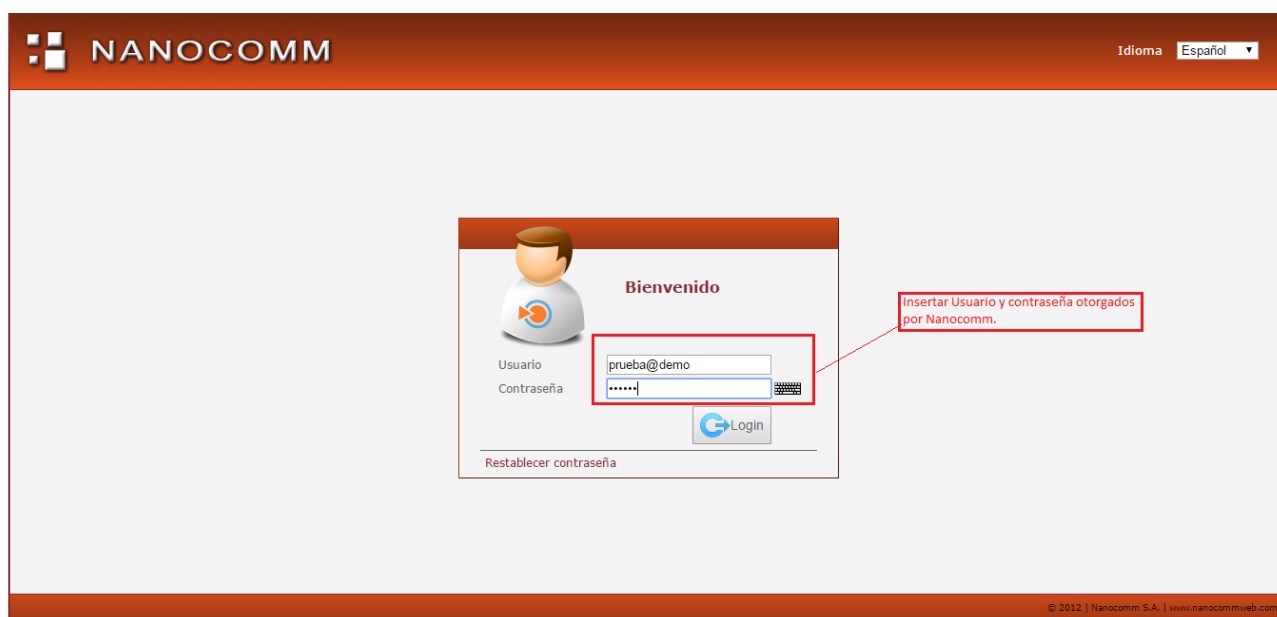 NANOCOMM
Idioma Español
Bienvenido
Insertar Usuario y contraseña otorgados
por Nanocomm.
Usuario prueba@demo
Contraseña ••••••
Login
Restablecer contraseña
© 2012 | Nanocomm S.A. | www.nanocommweb.com